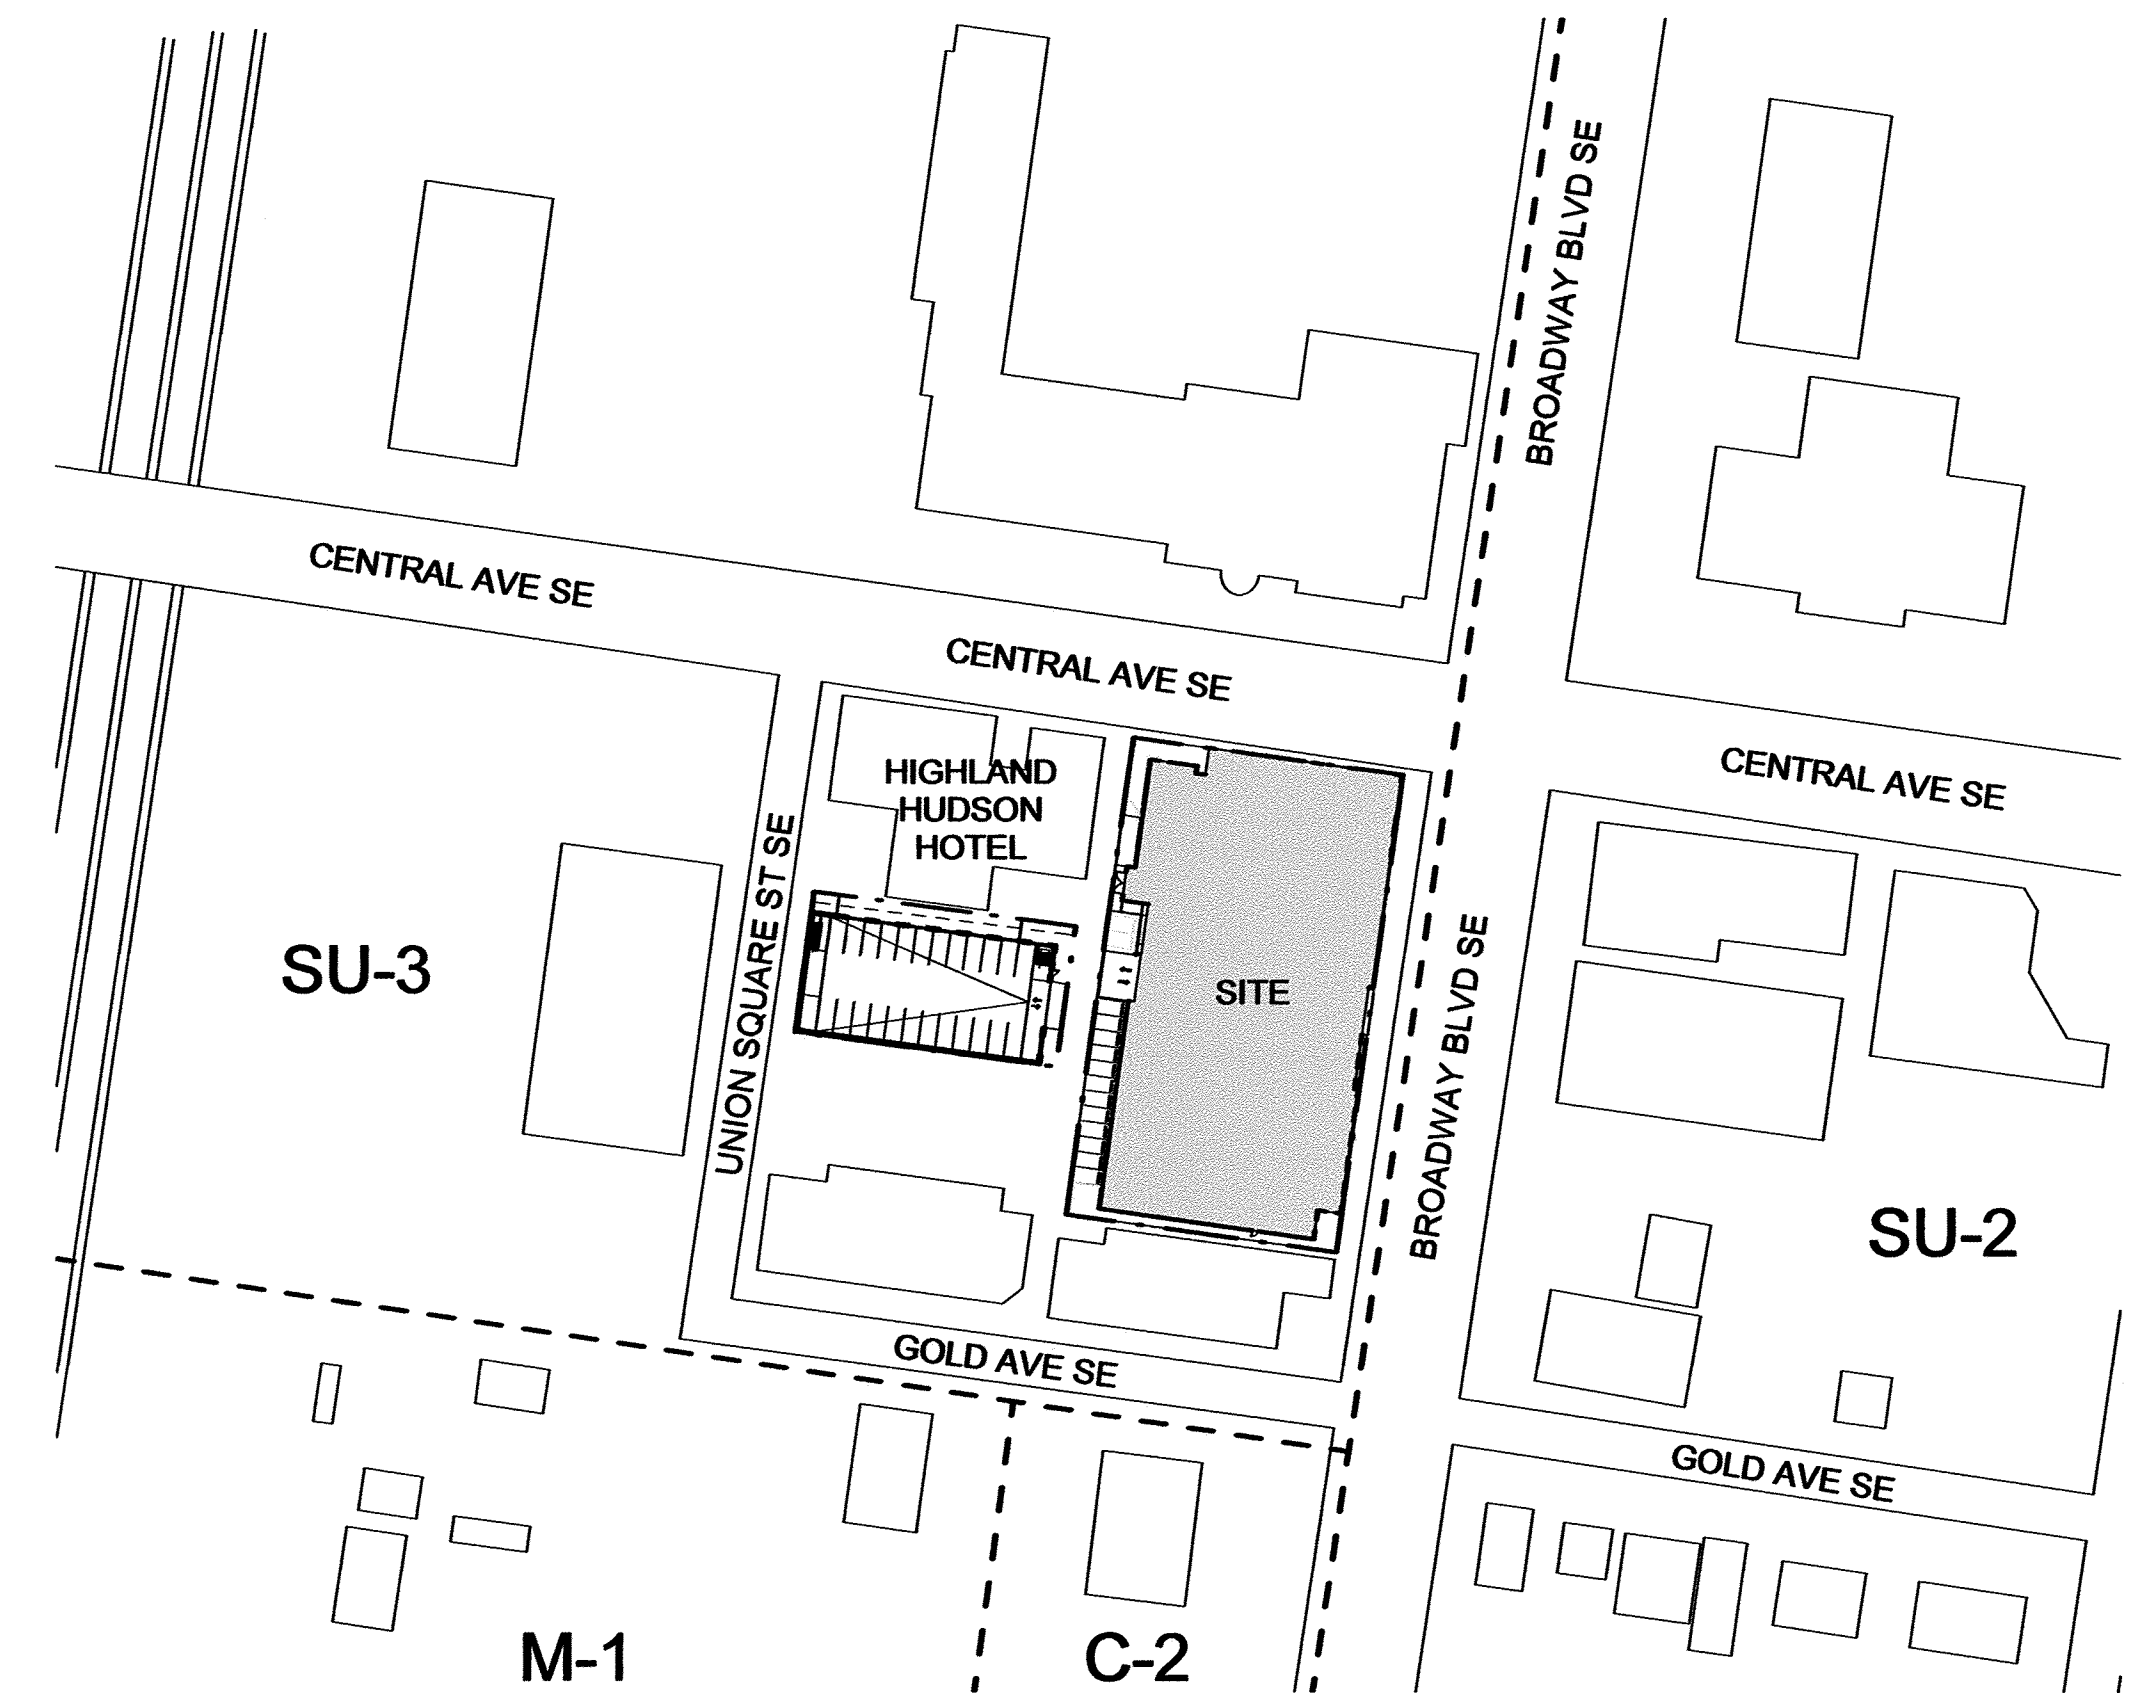 BROADWAY BLVD SE
CENTRAL AVE SE
CENTRAL AVE SE
CENTRAL AVE SE
HIGHLAND
HUDSON
HOTEL
UNION SQUARE ST SE
SU-3
SITE
BROADWAY BLVD SE
SU-2
GOLD AVE SE
GOLD AVE SE
M-1
C-2